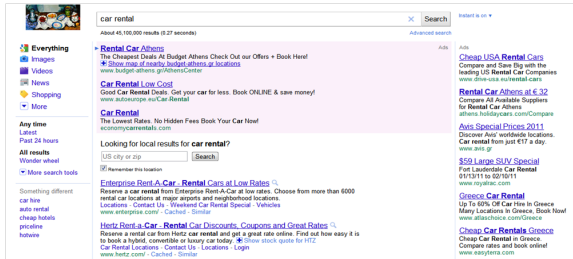 car rental
Search
Instant is on ▼
About 45,100,000 results (0.27 seconds)
Advanced search
Everything
Images
Videos
News
Shopping
More
Any time
Latest
Past 24 hours
All results
Wonder wheel
More search tools
Something different
car hire
auto rental
cheap hotels
priceline
hotwire
Rental Car Athens
Ads
The Cheapest Deals At Budget Athens Check Out our Offers + Book Here!
Show map of nearby budget-athens.gr locations
www.budget-athens.gr/AthensCenter
Car Rental Low Cost
Good Car Rental Deals. Get your car for less. Book ONLINE & save money!
www.autoeurope.eu/Car-Rental
Car Rental
The Lowest Rates. No Hidden Fees Book Your Car Now!
economycarrentals.com
Looking for local results for car rental?
US city or zip
Search
Remember this location
Enterprise Rent-A-Car - Rental Cars at Low Rates
Reserve a car rental from Enterprise Rent-A-Car at low rates. Choose from more than 6000
rental car locations at major airports and neighborhood locations.
Locations - Contact Us - Weekend Car Rental Special - Vehicles
www.enterprise.com/ - Cached - Similar
Hertz Rent-a-Car - Rental Car Discounts, Coupons and Great Rates
Reserve a rental car from Hertz car rental and get a great rate online. Find out how easy it is
to book a hybrid, convertible or luxury car today. Show stock quote for HTZ
Car Rental Locations - Contact Us - Locations - Login
www.hertz.com/ - Cached - Similar
Ads
Cheap USA Rental Cars
Compare and Save Big with the
leading US Rental Car Companies
www.drive-usa.eu/rental-cars
Rental Car Athens at € 32
Compare All Available Suppliers
for Rental Car Athens
athens.holidaycars.com/Compare
Avis Special Prices 2011
Discover Avis' worldwide locations.
Car rental from just €17 a day.
www.avis.gr
$59 Large SUV Special
Fort Lauderdale Car Rental
01/13/11 to 02/10/11
www.royalrac.com
Greece Car Rental
Up To 60% Off Car Hire In Greece
Many Locations In Greece, Book Now!
www.atlaschoice.com/Greece
Cheap Car Rentals Greece
Cheap Car Rental in Greece.
Compare rates and book online!
www.easyterra.com